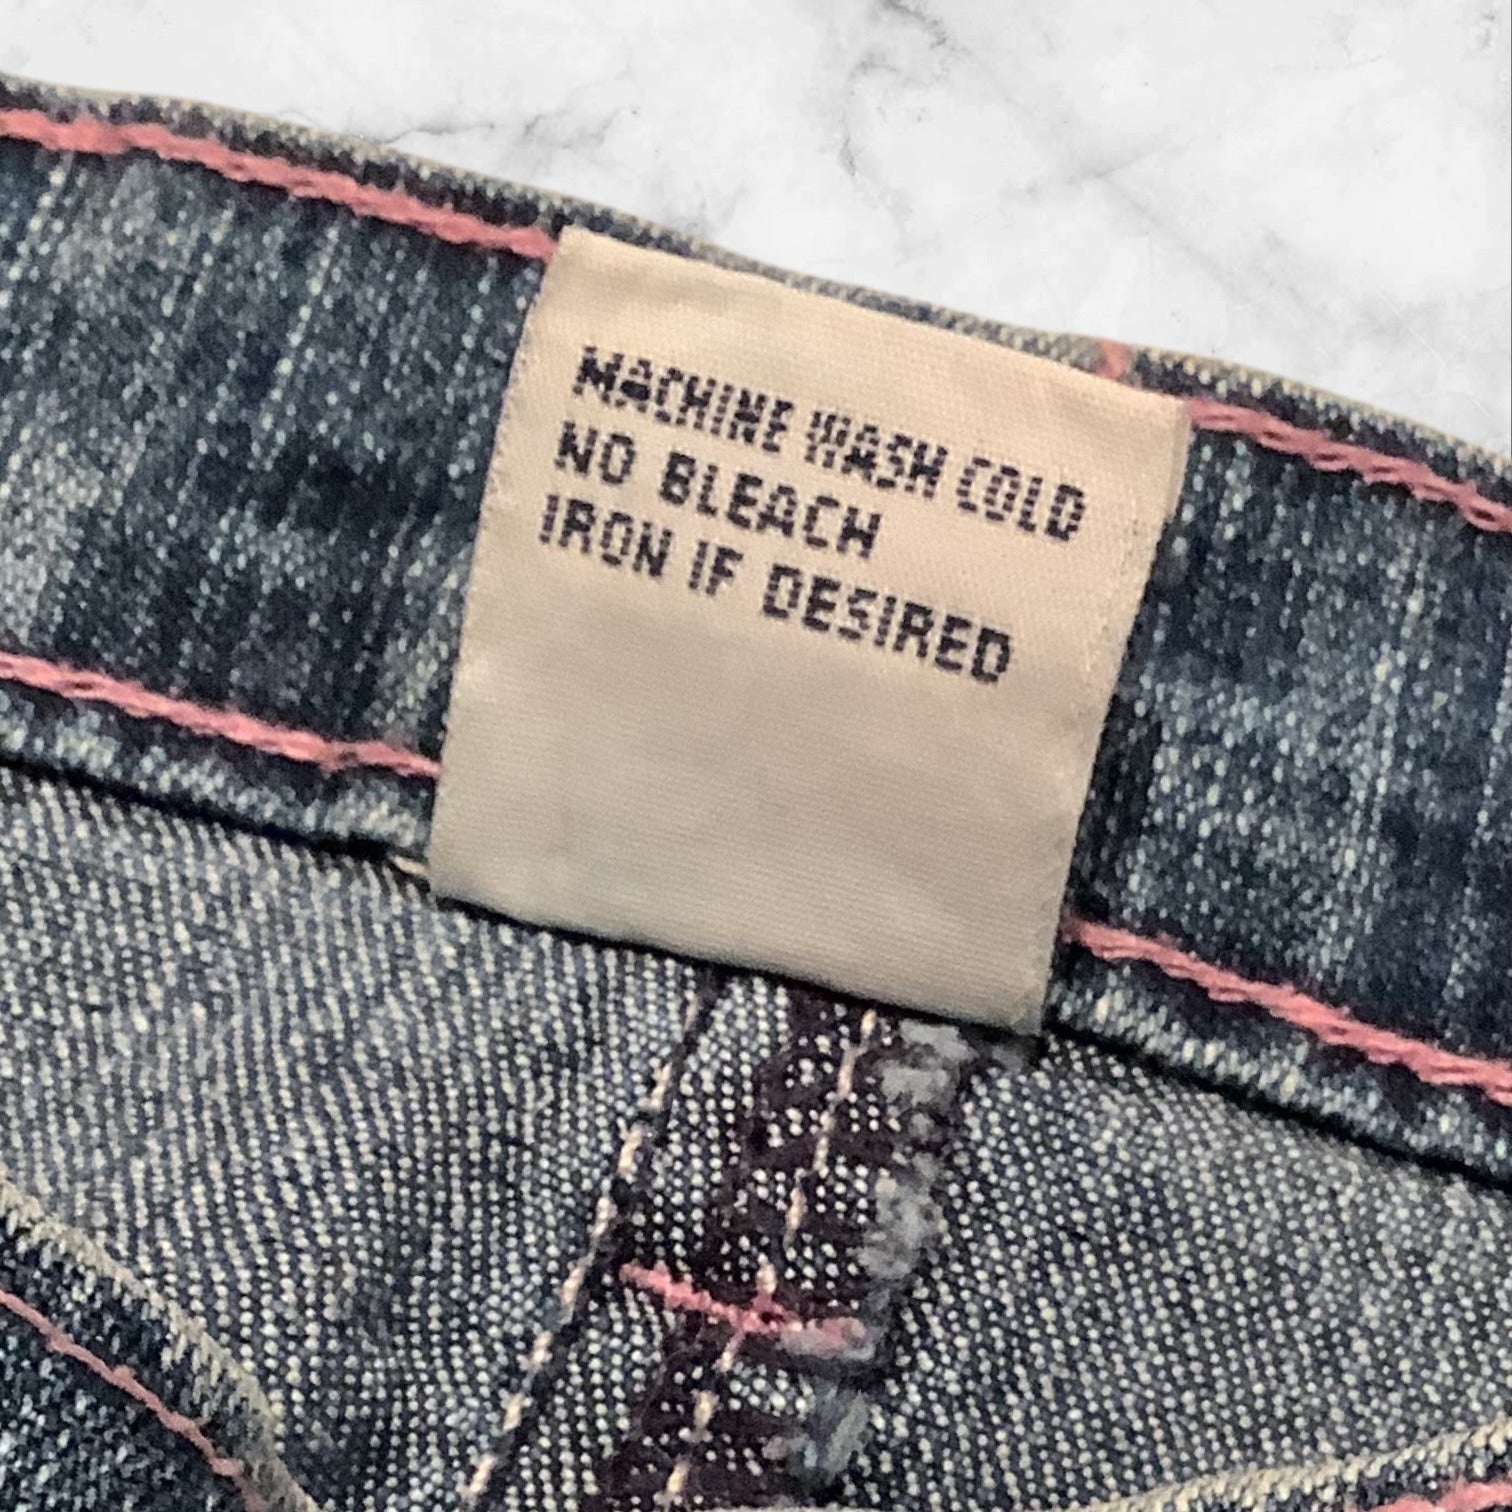 MACHINE WASH COLD
NO BLEACH
IRON IF DESIRED